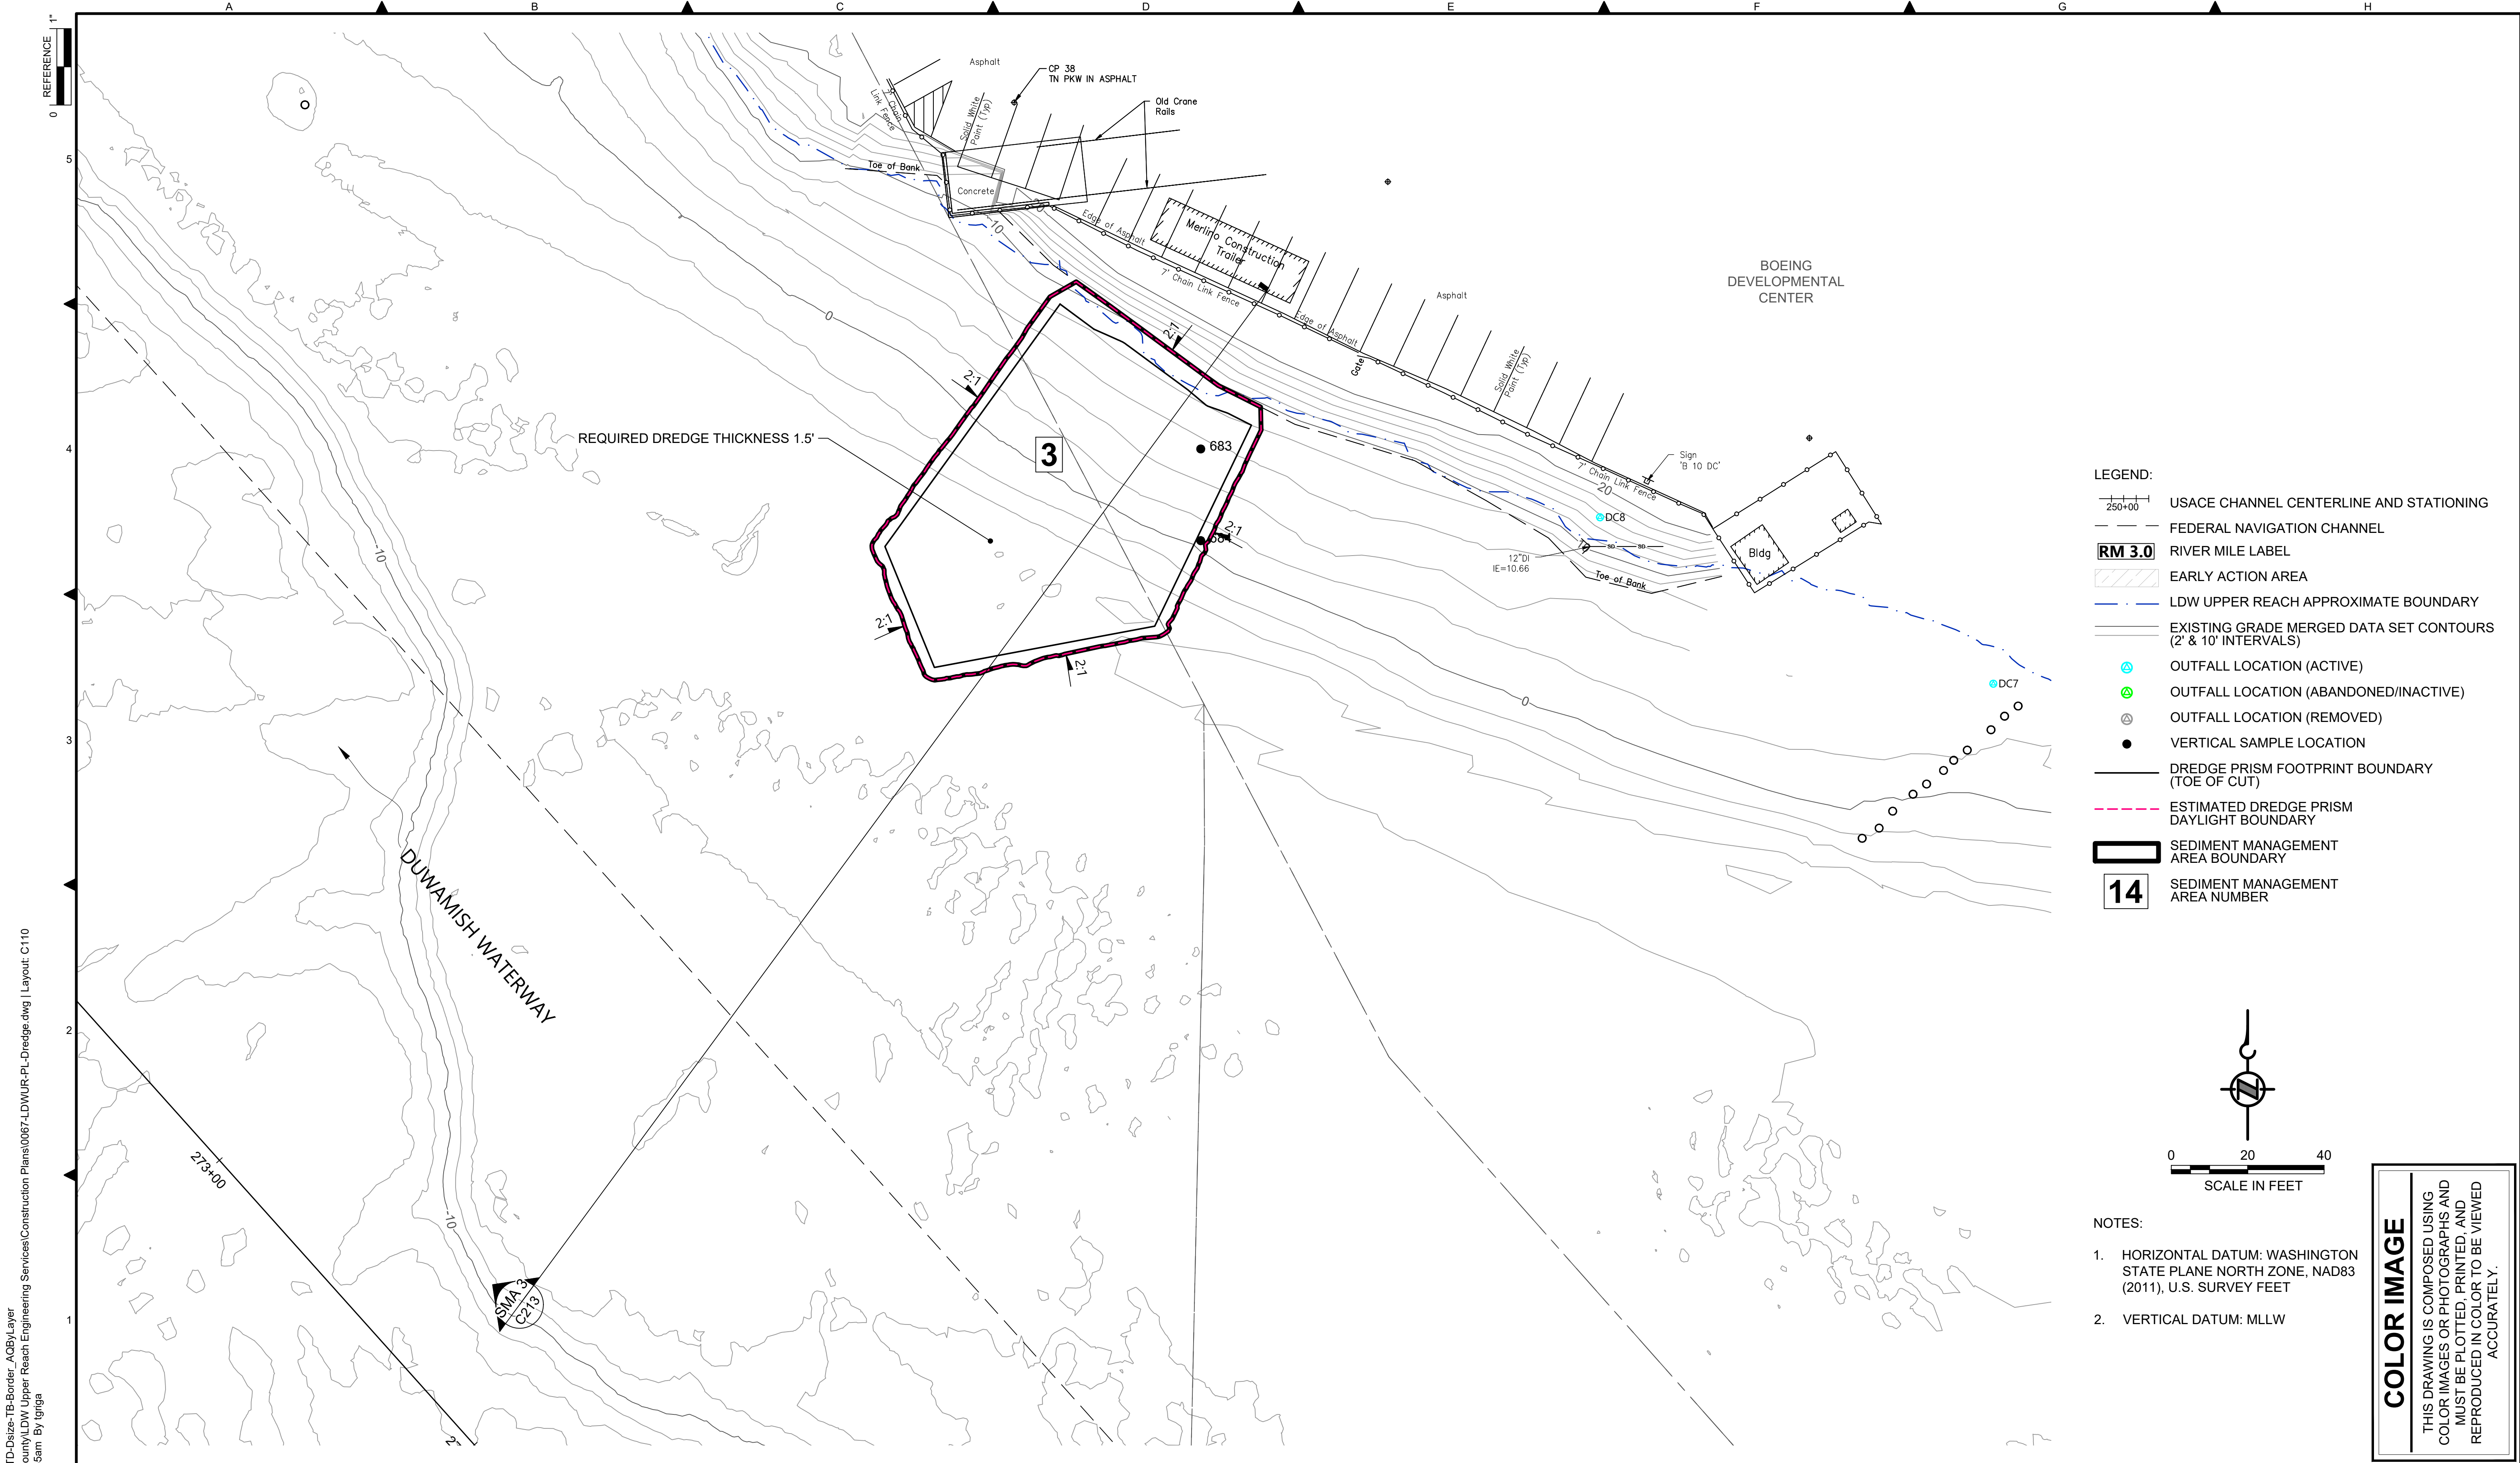 A
B
C
D
E
F
G
H
1"
REFERENCE
0
5
4
3
2
1
Asphalt
CP 38
TN PKW IN ASPHALT
7' Chain
Link Fence
Solid White
Paint (Typ)
Old Crane
Rails
Toe of Bank
Concrete
10
Edge of Asphalt
Merlino Construction
Trailer
7' Chain Link Fence
BOEING
DEVELOPMENTAL
CENTER
Asphalt
Edge of Asphalt
Gate
Solid White
Paint (Typ)
0
2:1
2:1
REQUIRED DREDGE THICKNESS 1.5'
3
683
684
2:1
2:1
2:1
Sign
'B 10 DC'
7' Chain Link Fence
20
DC8
12"DI
IE=10.66
SD
SD
Toe of Bank
Bldg
-10
0
DC7
DUWAMISH WATERWAY
273+00
-10
SMA 3
C213
LEGEND:
250+00
USACE CHANNEL CENTERLINE AND STATIONING
FEDERAL NAVIGATION CHANNEL
RM 3.0
RIVER MILE LABEL
EARLY ACTION AREA
LDW UPPER REACH APPROXIMATE BOUNDARY
EXISTING GRADE MERGED DATA SET CONTOURS
(2' & 10' INTERVALS)
OUTFALL LOCATION (ACTIVE)
OUTFALL LOCATION (ABANDONED/INACTIVE)
OUTFALL LOCATION (REMOVED)
VERTICAL SAMPLE LOCATION
DREDGE PRISM FOOTPRINT BOUNDARY
(TOE OF CUT)
ESTIMATED DREDGE PRISM
DAYLIGHT BOUNDARY
SEDIMENT MANAGEMENT
AREA BOUNDARY
14
SEDIMENT MANAGEMENT
AREA NUMBER
N
0 20 40
SCALE IN FEET
NOTES:
1. HORIZONTAL DATUM: WASHINGTON
STATE PLANE NORTH ZONE, NAD83
(2011), U.S. SURVEY FEET
2. VERTICAL DATUM: MLLW
COLOR IMAGE
THIS DRAWING IS COMPOSED USING
COLOR IMAGES OR PHOTOGRAPHS AND
MUST BE PLOTTED, PRINTED, AND
REPRODUCED IN COLOR TO BE VIEWED
ACCURATELY.
TD-Dsize-TB-Border_AQByLayer
ounty\LDW Upper Reach Engineering Services\Construction Plans\0067-LDWUR-PL-Dredge.dwg | Layout: C110
5am By tgriga